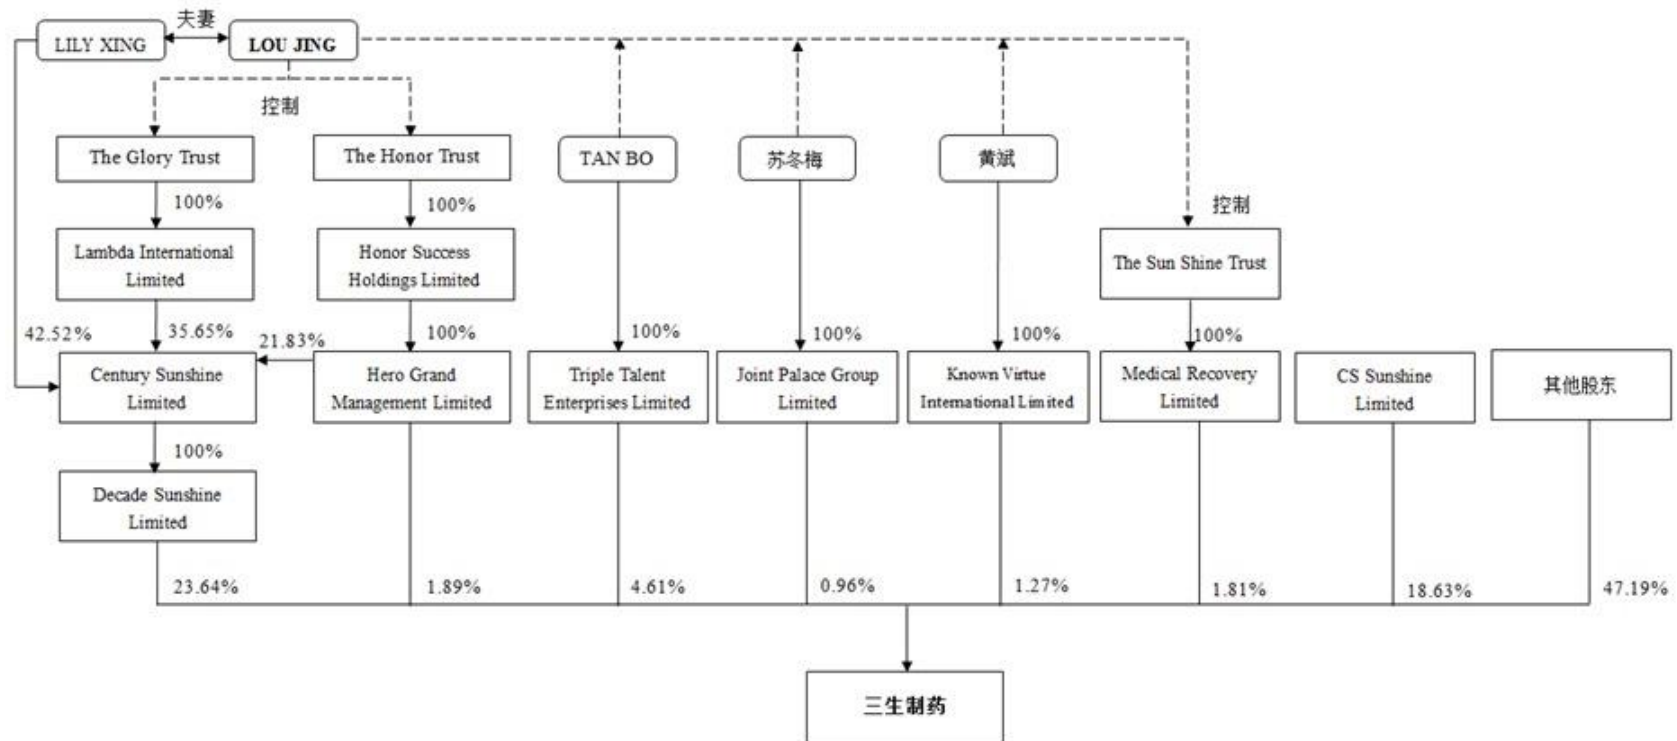 夫妻
LILY XING
LOU JING
控制
The Glory Trust
The Honor Trust
TAN BO
苏冬梅
黄斌
100%
100%
控制
Lambda International
Limited
Honor Success
Holdings Limited
The Sun Shine Trust
42.52%
35.65%
21.83%
100%
100%
100%
100%
100%
Century Sunshine
Limited
Hero Grand
Management Limited
Triple Talent
Enterprises Limited
Joint Palace Group
Limited
Known Virtue
International Limited
Medical Recovery
Limited
CS Sunshine
Limited
其他股东
100%
Decade Sunshine
Limited
23.64%
1.89%
4.61%
0.96%
1.27%
1.81%
18.63%
47.19%
三生制药